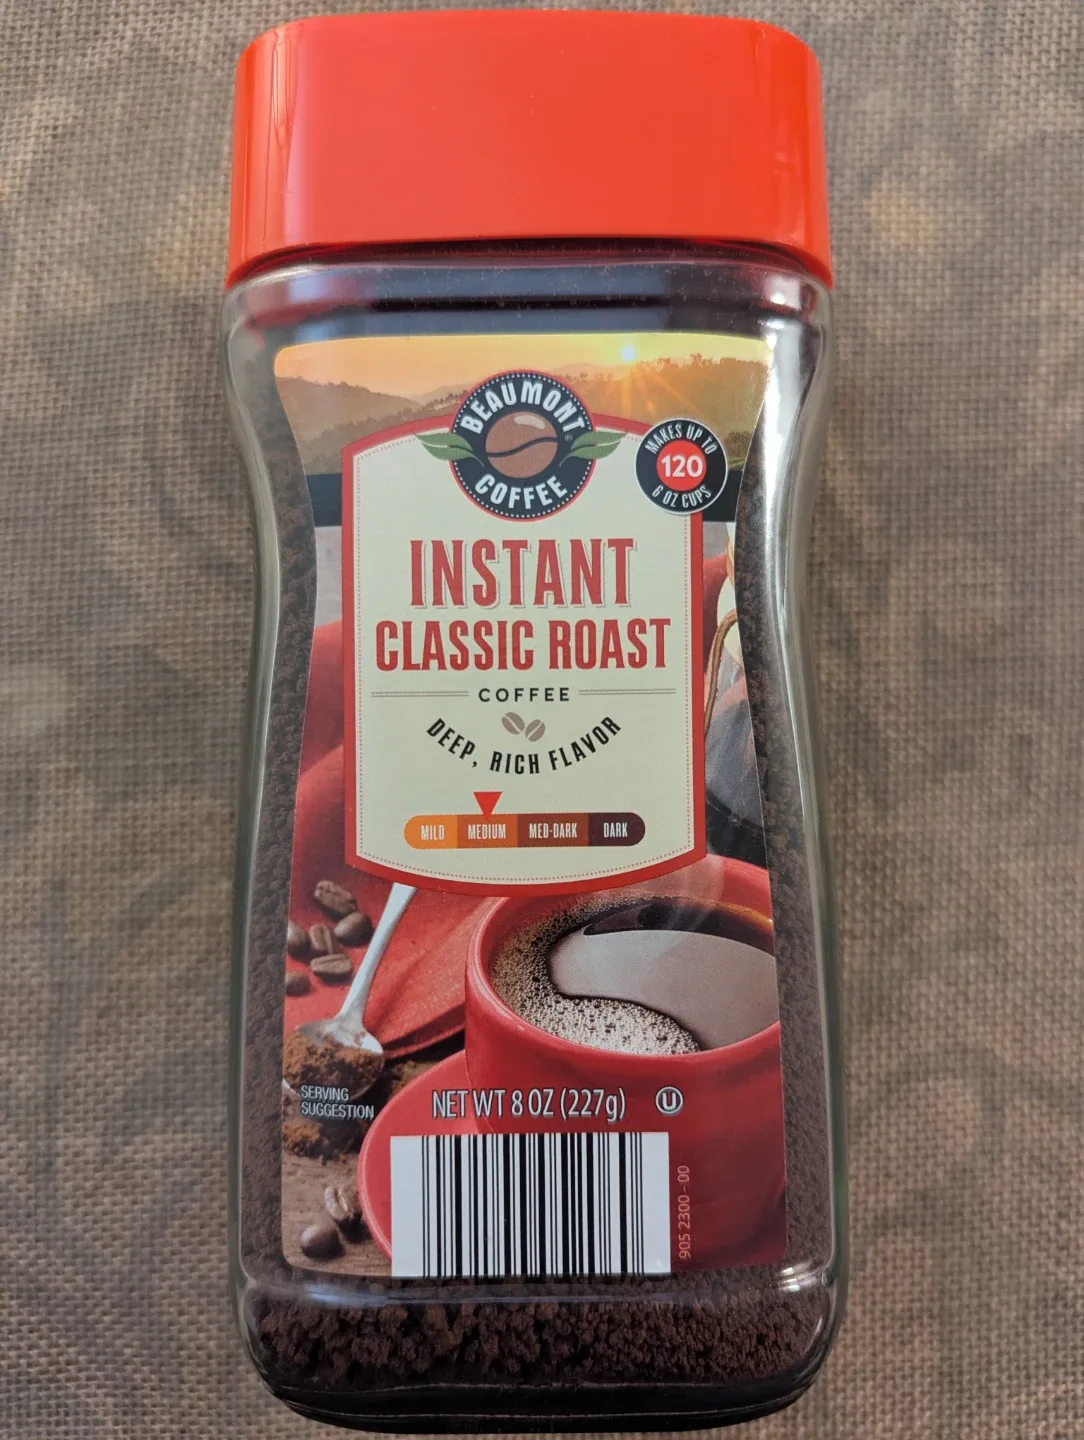 BEAUMONT
COFFEE
®
MAKES UP TO
120
6 OZ CUPS
INSTANT
CLASSIC ROAST
COFFEE
DEEP, RICH FLAVOR
MILD MEDIUM MED-DARK DARK
SERVING
SUGGESTION
NET WT 8 OZ (227g) U
905 2300-00